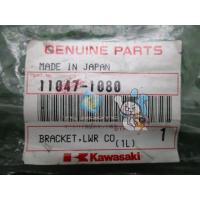 GENUINE PARTS
MADE IN JAPAN
11047-1080
BRACKET,LWR CO(1L)
1
Kawasaki